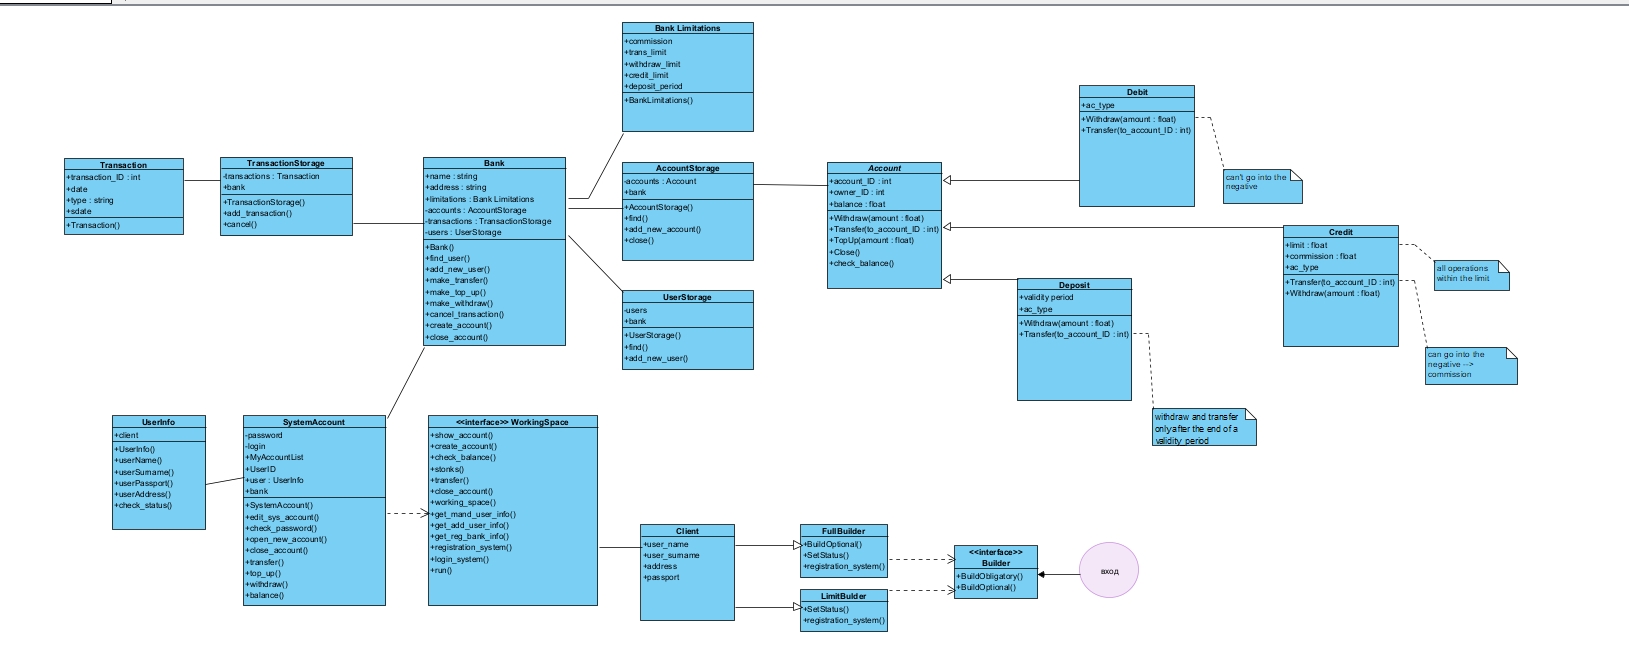 Bank Limitations
+commission
+trans_limit
+withdraw_limit
+credit_limit
+deposit_period
+BankLimitations()
Debit
+ac_type
+Withdraw(amount : float)
+Transfer(to_account_ID : int)
can't go into the
negative
Transaction
+transaction_ID : int
+date
+type : string
+sdate
+Transaction()
TransactionStorage
-transactions : Transaction
+bank
+TransactionStorage()
+add_transaction()
+cancel()
Bank
+name : string
+address : string
+limitations : Bank Limitations
-accounts : AccountStorage
-transactions : TransactionStorage
-users : UserStorage
+Bank()
+find_user()
+add_new_user()
+make_transfer()
+make_top_up()
+make_withdraw()
+cancel_transaction()
+create_account()
+close_account()
AccountStorage
-accounts : Account
+bank
+AccountStorage()
+find()
+add_new_account()
+close()
Account
+account_ID : int
+owner_ID : int
+balance : float
+Withdraw(amount : float)
+Transfer(to_account_ID : int)
+TopUp(amount : float)
+Close()
+check_balance()
Credit
+limit : float
+commission : float
+ac_type
+Transfer(to_account_ID : int)
+Withdraw(amount : float)
all operations
within the limit
can go into the
negative -->
commission
UserStorage
-users
+bank
+UserStorage()
+find()
+add_new_user()
Deposit
+validity period
+ac_type
+Withdraw(amount : float)
+Transfer(to_account_ID : int)
withdraw and transfer
only after the end of a
validity period
UserInfo
+client
+UserInfo()
+userName()
+userSurname()
+userPassport()
+userAddress()
+check_status()
SystemAccount
-password
-login
+MyAccountList
+UserID
+user : UserInfo
+bank
+SystemAccount()
+edit_sys_account()
+check_password()
+open_new_account()
+close_account()
+transfer()
+top_up()
+withdraw()
+balance()
<<interface>> WorkingSpace
+show_account()
+create_account()
+check_balance()
+stonks()
+transfer()
+close_account()
+working_space()
+get_mand_user_info()
+get_add_user_info()
+get_reg_bank_info()
+registration_system()
+login_system()
+run()
Client
+user_name
+user_surname
+address
+passport
FullBuilder
+BuildOptional()
+SetStatus()
+registration_system()
LimitBulder
+SetStatus()
+registration_system()
<<interface>>
Builder
+BuildObligatory()
+BuildOptional()
вход